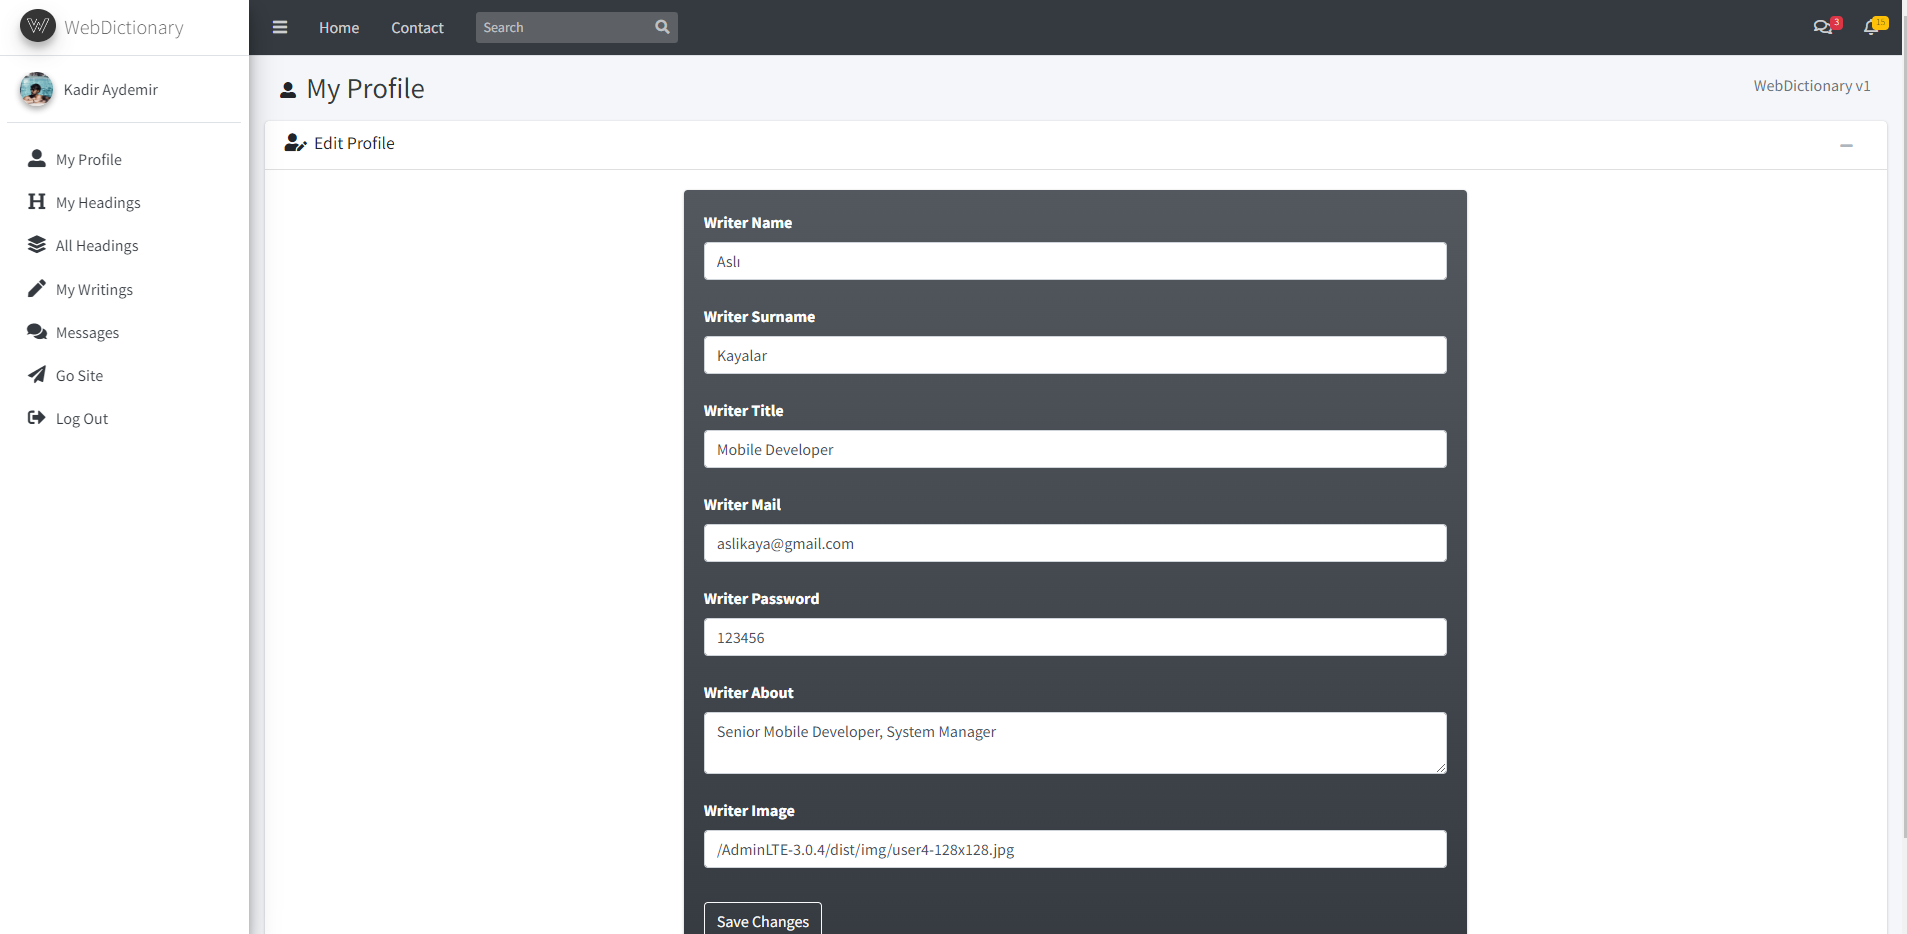 WebDictionary
Home
Contact
Search
3
15
Kadir Aydemir
My Profile
My Headings
All Headings
My Writings
Messages
Go Site
Log Out
My Profile
WebDictionary v1
Edit Profile
Writer Name
Aslı
Writer Surname
Kayalar
Writer Title
Mobile Developer
Writer Mail
aslikaya@gmail.com
Writer Password
123456
Writer About
Senior Mobile Developer, System Manager
Writer Image
/AdminLTE-3.0.4/dist/img/user4-128x128.jpg
Save Changes